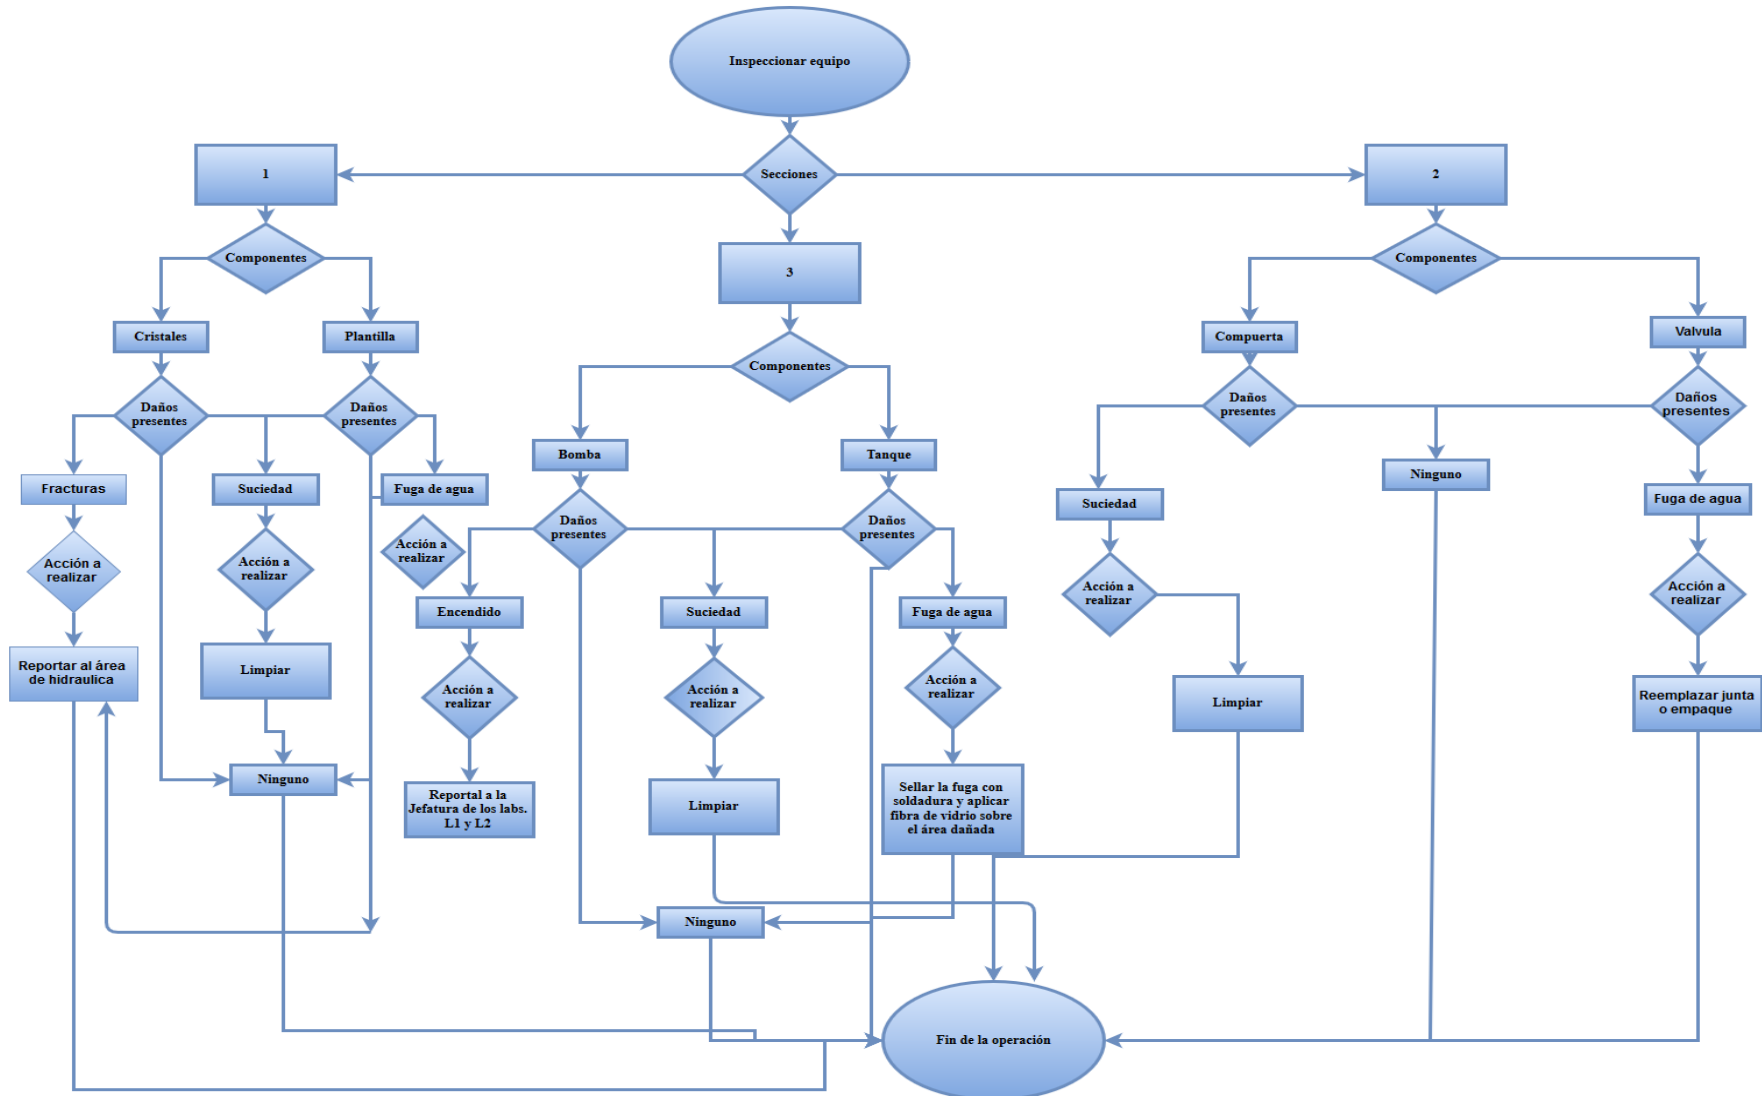 Inspeccionar equipo
1
Secciones
2
Componentes
3
Componentes
Cristales
Plantilla
Componentes
Compuerta
Valvula
Daños
presentes
Daños
presentes
Bomba
Tanque
Daños
presentes
Daños
presentes
Fracturas
Suciedad
Fuga de agua
Ninguno
Suciedad
Fuga de agua
Daños
presentes
Daños
presentes
Acción a
realizar
Acción a
realizar
Acción a
realizar
Encendido
Suciedad
Fuga de agua
Acción a
realizar
Acción a
realizar
Reportar al área
de hidraulica
Limpiar
Acción a
realizar
Acción a
realizar
Acción a
realizar
Limpiar
Reemplazar junta
o empaque
Ninguno
Reportal a la
Jefatura de los labs.
L1 y L2
Limpiar
Sellar la fuga con
soldadura y aplicar
fibra de vidrio sobre
el área dañada
Ninguno
Fin de la operación